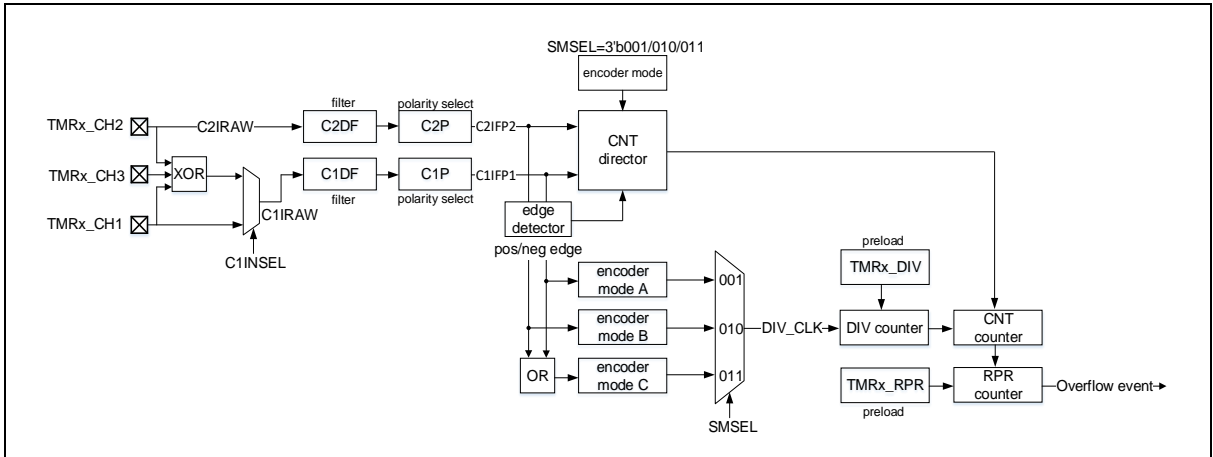 SMSEL=3'b001/010/011
encoder mode
filter
polarity select
TMRx_CH2
C2IRAW
C2DF
C2P
C2IFP2
CNT
director
TMRx_CH3
XOR
C1DF
C1P
C1IFP1
C1IRAW
filter
polarity select
TMRx_CH1
edge
detector
C1INSEL
pos/neg edge
preload
encoder
mode A
001
TMRx_DIV
encoder
mode B
010
DIV_CLK
DIV counter
CNT
counter
OR
encoder
mode C
011
TMRx_RPR
RPR
counter
Overflow event
preload
SMSEL